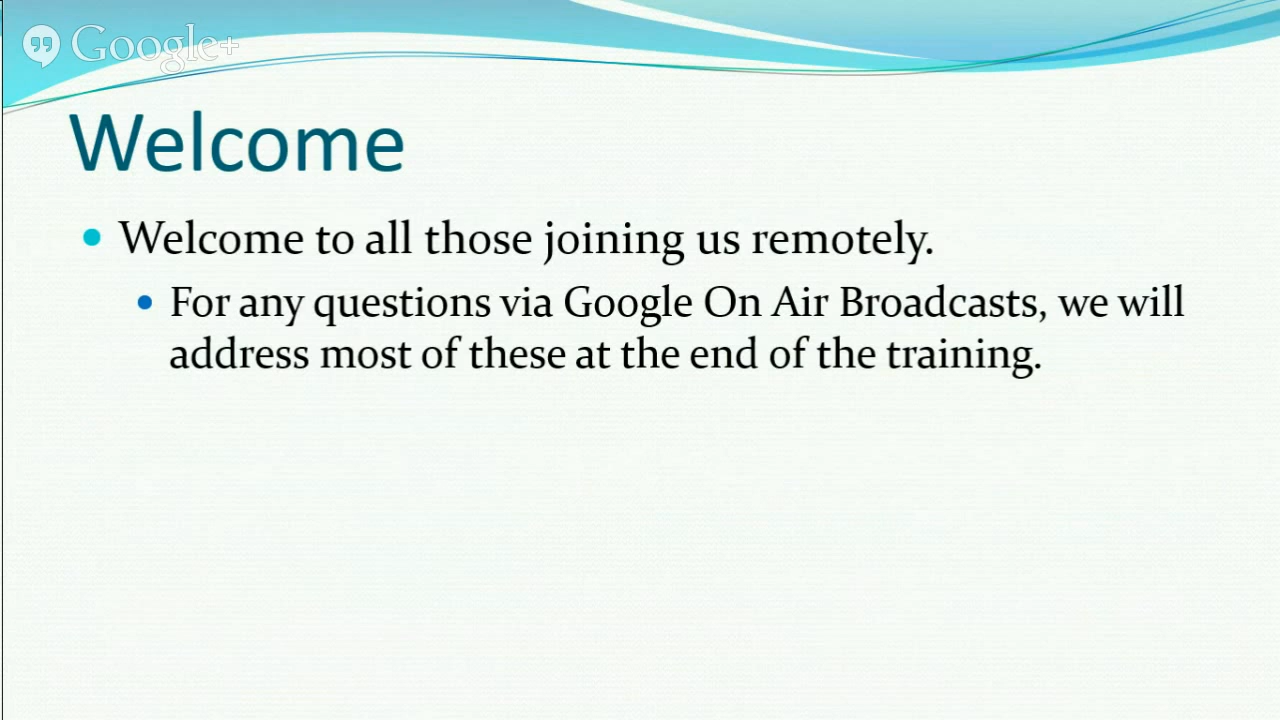 Google+
Welcome
Welcome to all those joining us remotely.
For any questions via Google On Air Broadcasts, we will
address most of these at the end of the training.